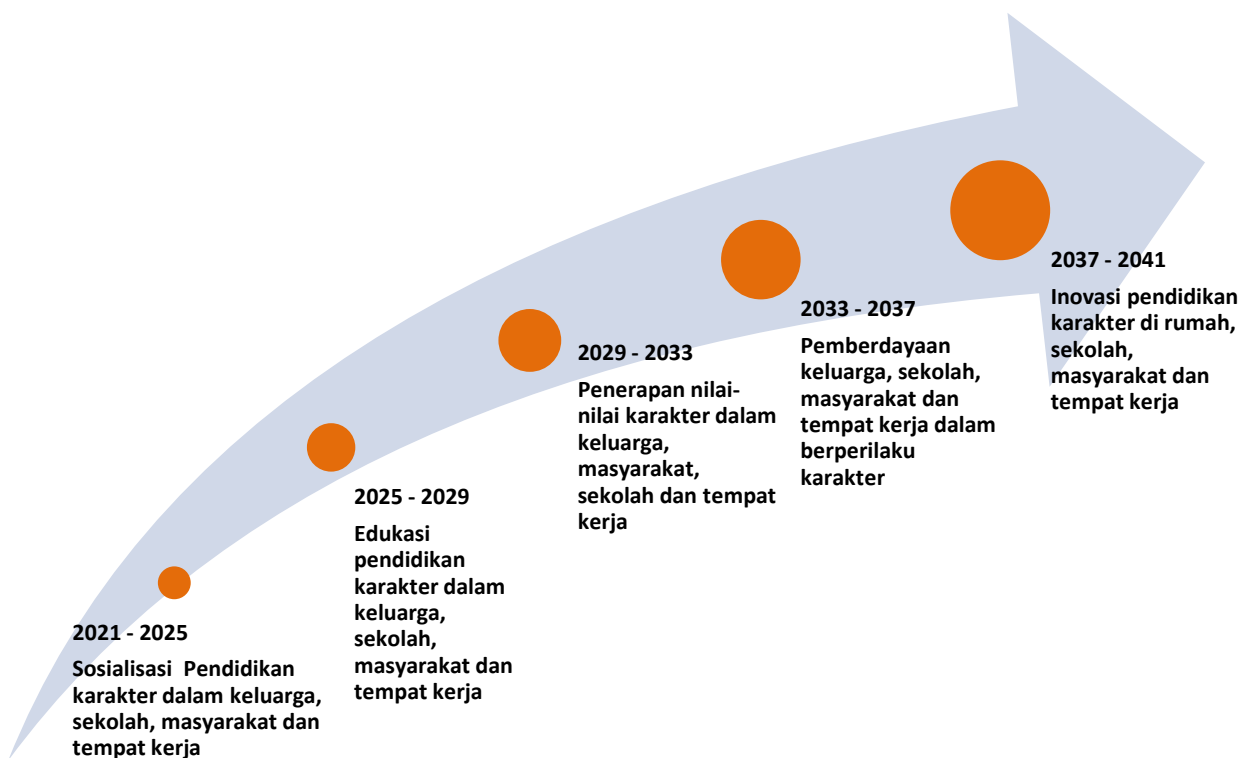 2021 - 2025
Sosialisasi  Pendidikan
karakter dalam keluarga,
sekolah, masyarakat dan
tempat kerja
2025 - 2029
Edukasi
pendidikan
karakter dalam
keluarga,
sekolah,
masyarakat dan
tempat kerja
2029 - 2033
Penerapan nilai-
nilai karakter dalam
keluarga,
masyarakat,
sekolah dan tempat
kerja
2033 - 2037
Pemberdayaan
keluarga, sekolah,
masyarakat dan
tempat kerja dalam
berperilaku
karakter
2037 - 2041
Inovasi pendidikan
karakter di rumah,
sekolah,
masyarakat dan
tempat kerja